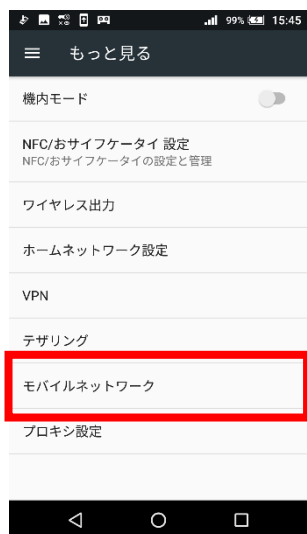 99% 15:45
もっと見る
機内モード
NFC/おサイフケータイ 設定
NFC/おサイフケータイの設定と管理
ワイヤレス出力
ホームネットワーク設定
VPN
テザリング
モバイルネットワーク
プロキシ設定